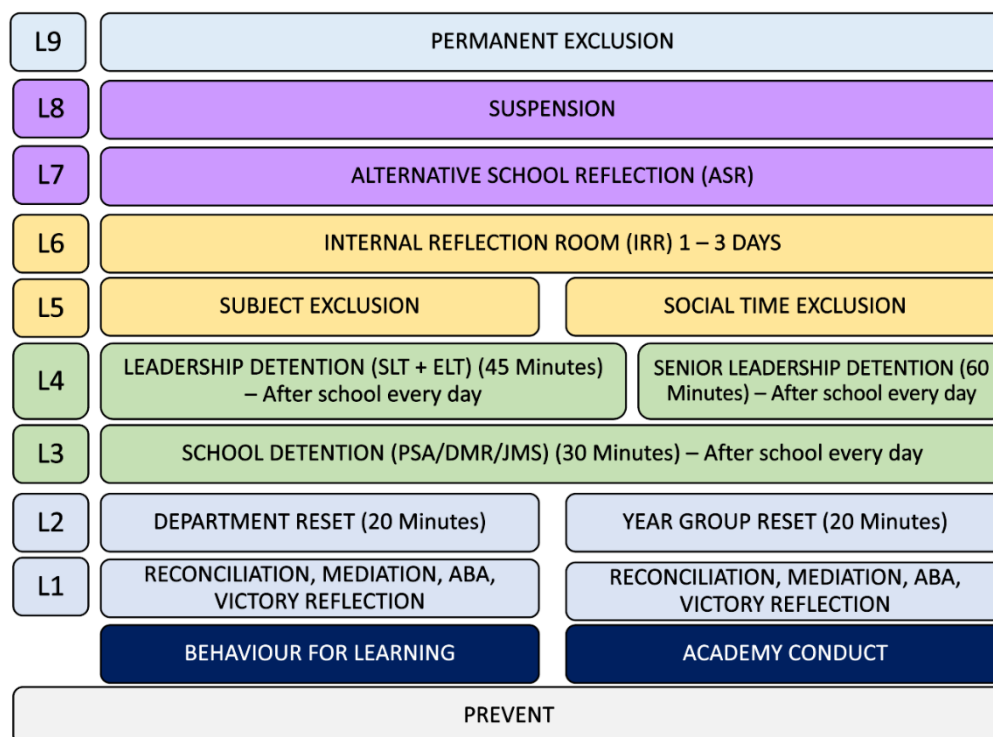 L9
PERMANENT EXCLUSION
L8
SUSPENSION
L7
ALTERNATIVE SCHOOL REFLECTION (ASR)
L6
INTERNAL REFLECTION ROOM (IRR) 1 – 3 DAYS
L5
SUBJECT EXCLUSION
SOCIAL TIME EXCLUSION
L4
LEADERSHIP DETENTION (SLT + ELT) (45 Minutes)
– After school every day
SENIOR LEADERSHIP DETENTION (60
Minutes) – After school every day
L3
SCHOOL DETENTION (PSA/DMR/JMS) (30 Minutes) – After school every day
L2
DEPARTMENT RESET (20 Minutes)
YEAR GROUP RESET (20 Minutes)
L1
RECONCILIATION, MEDIATION, ABA,
VICTORY REFLECTION
RECONCILIATION, MEDIATION, ABA,
VICTORY REFLECTION
BEHAVIOUR FOR LEARNING
ACADEMY CONDUCT
PREVENT